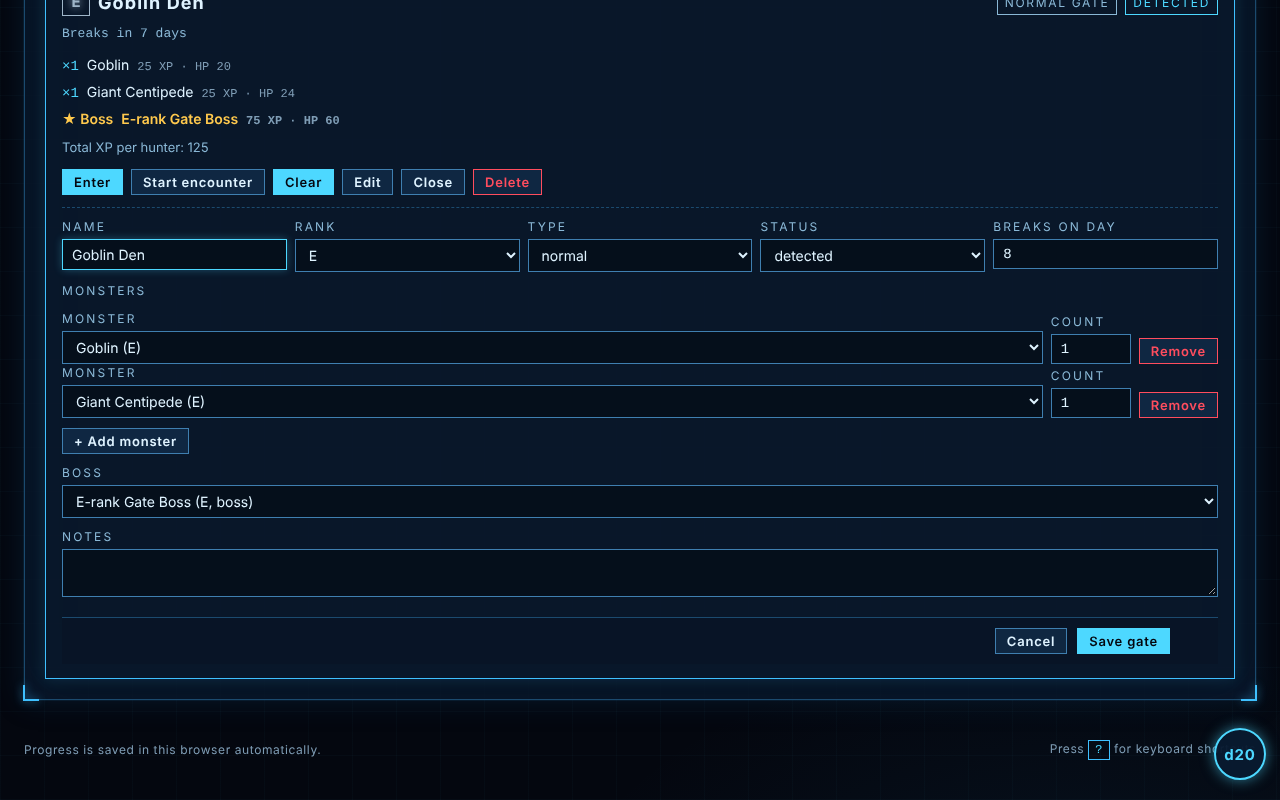 E Goblin Den NORMAL GATE DETECTED
Breaks in 7 days
×1 Goblin 25 XP · HP 20
×1 Giant Centipede 25 XP · HP 24
★ Boss E-rank Gate Boss 75 XP · HP 60
Total XP per hunter: 125
Enter Start encounter Clear Edit Close Delete
NAME RANK TYPE STATUS BREAKS ON DAY
Goblin Den E normal detected 8
MONSTERS
MONSTER COUNT
Goblin (E) 1 Remove
MONSTER COUNT
Giant Centipede (E) 1 Remove
+ Add monster
BOSS
E-rank Gate Boss (E, boss)
NOTES
Cancel Save gate
Progress is saved in this browser automatically. Press ? for keyboard d20